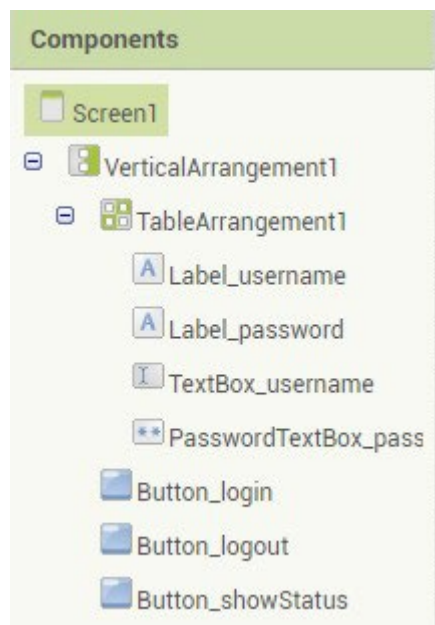 Components
Screen1
VerticalArrangement1
TableArrangement1
A Label_username
A Label_password
TextBox_username
** PasswordTextBox_pass
Button_login
Button_logout
Button_showStatus